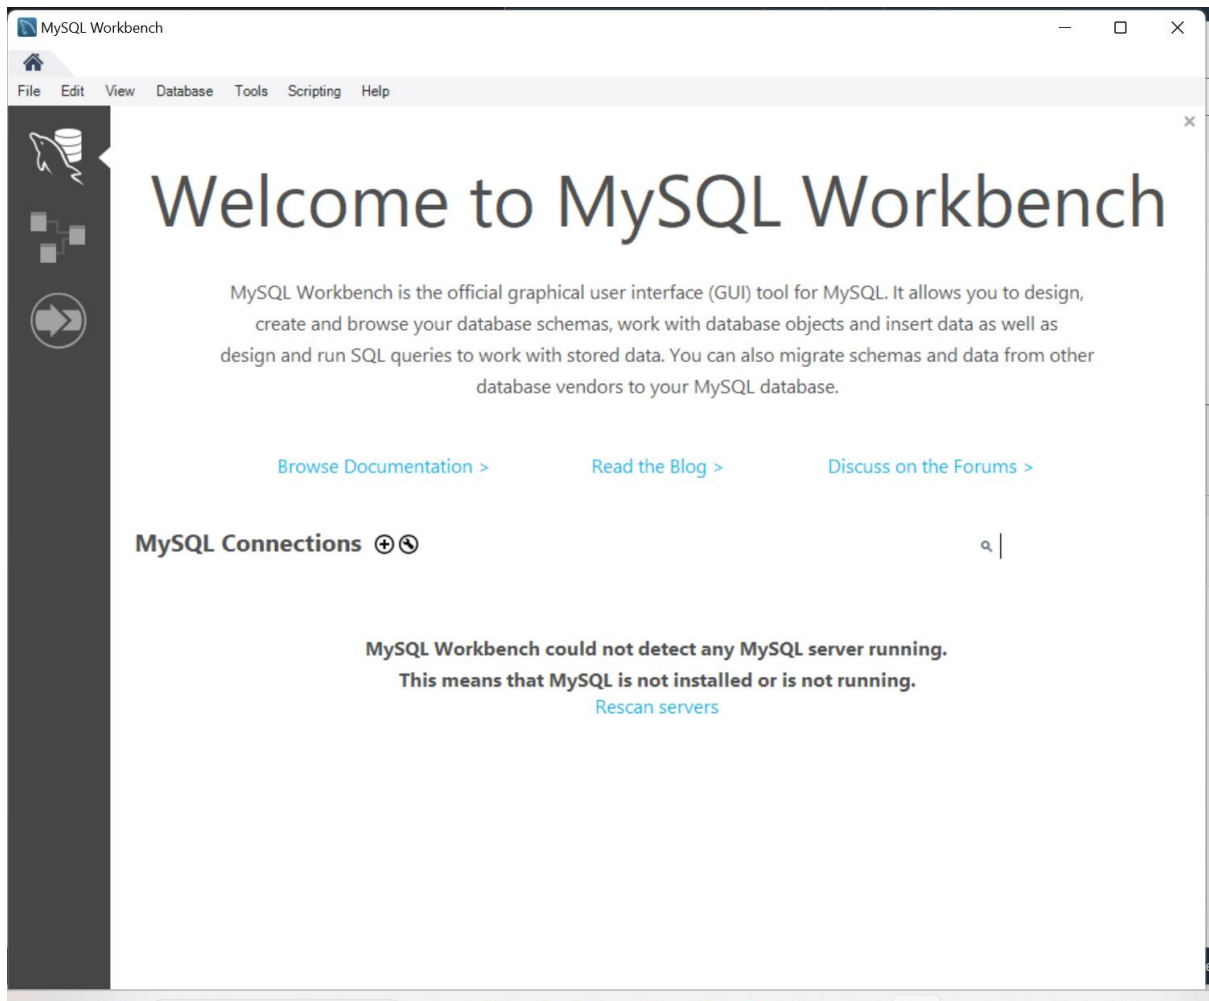 MySQL Workbench
File Edit View Database Tools Scripting Help
Welcome to MySQL Workbench
MySQL Workbench is the official graphical user interface (GUI) tool for MySQL. It allows you to design,
create and browse your database schemas, work with database objects and insert data as well as
design and run SQL queries to work with stored data. You can also migrate schemas and data from other
database vendors to your MySQL database.
Browse Documentation > Read the Blog > Discuss on the Forums >
MySQL Connections
MySQL Workbench could not detect any MySQL server running.
This means that MySQL is not installed or is not running.
Rescan servers